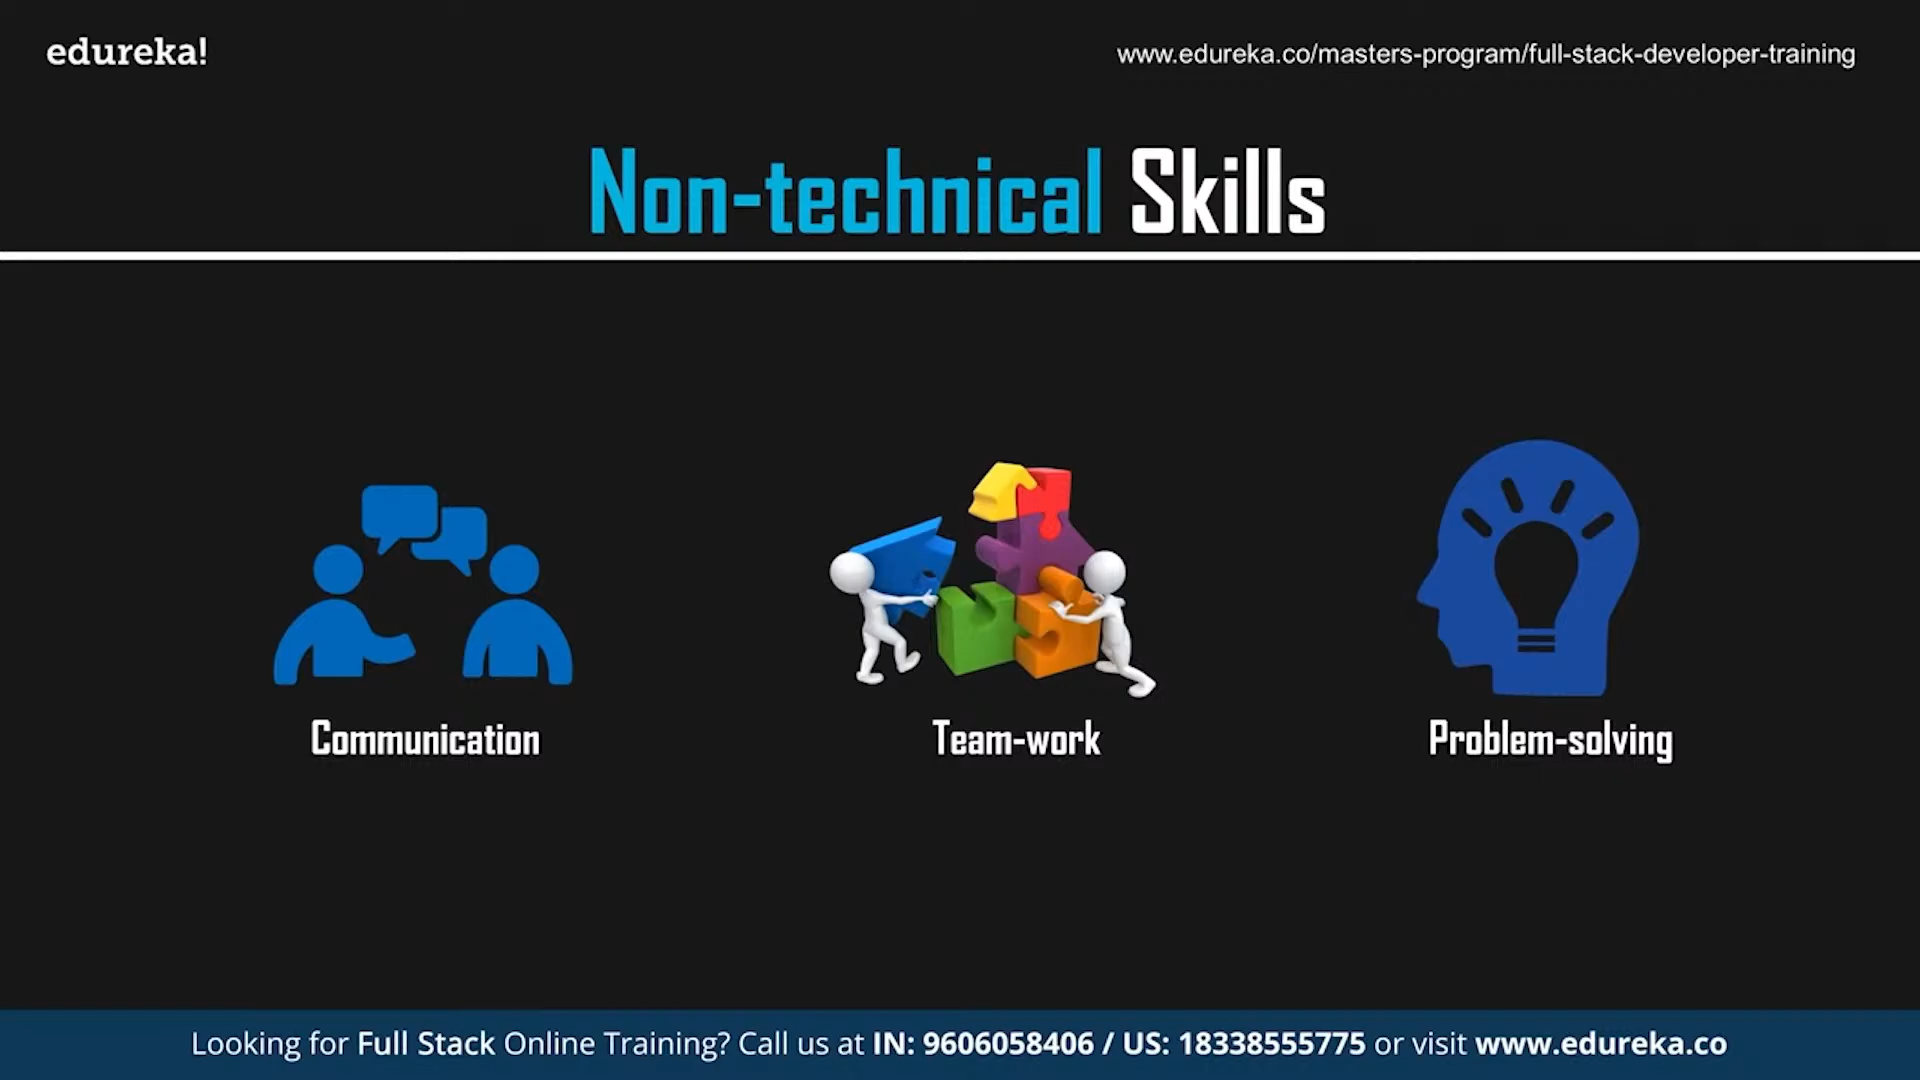 edureka!
www.edureka.co/masters-program/full-stack-developer-training
Non-technical Skills
Communication
Team-work
Problem-solving
Looking for Full Stack Online Training? Call us at IN: 9606058406 / US: 18338555775 or visit www.edureka.co